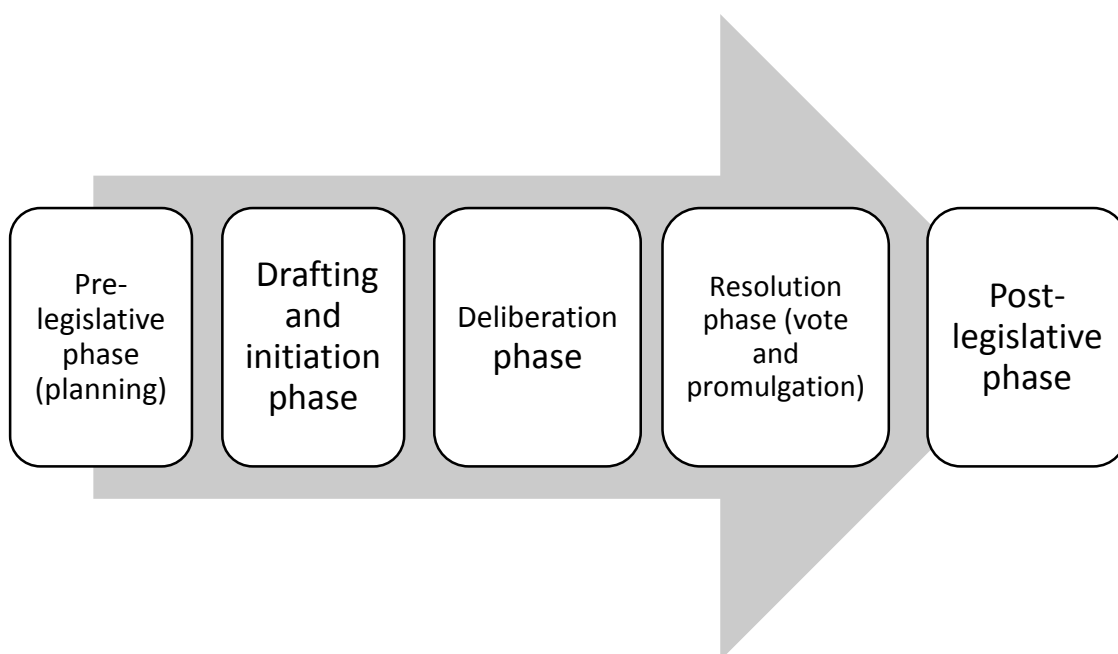 Pre-
legislative
phase
(planning)
Drafting
and
initiation
phase
Deliberation
phase
Resolution
phase (vote
and
promulgation)
Post-
legislative
phase